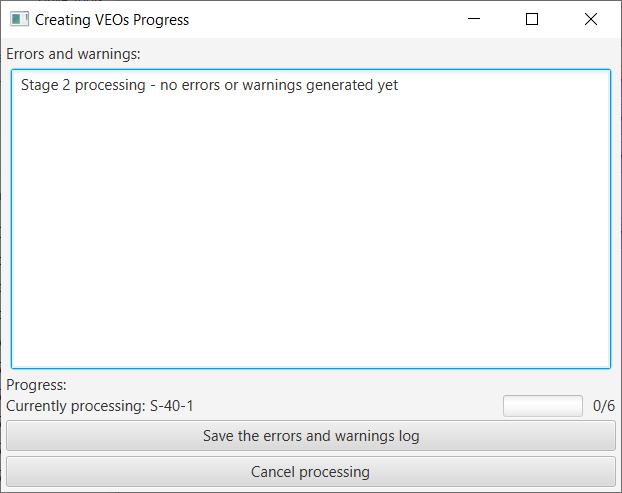 Creating VEOs Progress
Errors and warnings:
Stage 2 processing - no errors or warnings generated yet
Progress:
Currently processing: S-40-1 0/6
Save the errors and warnings log
Cancel processing